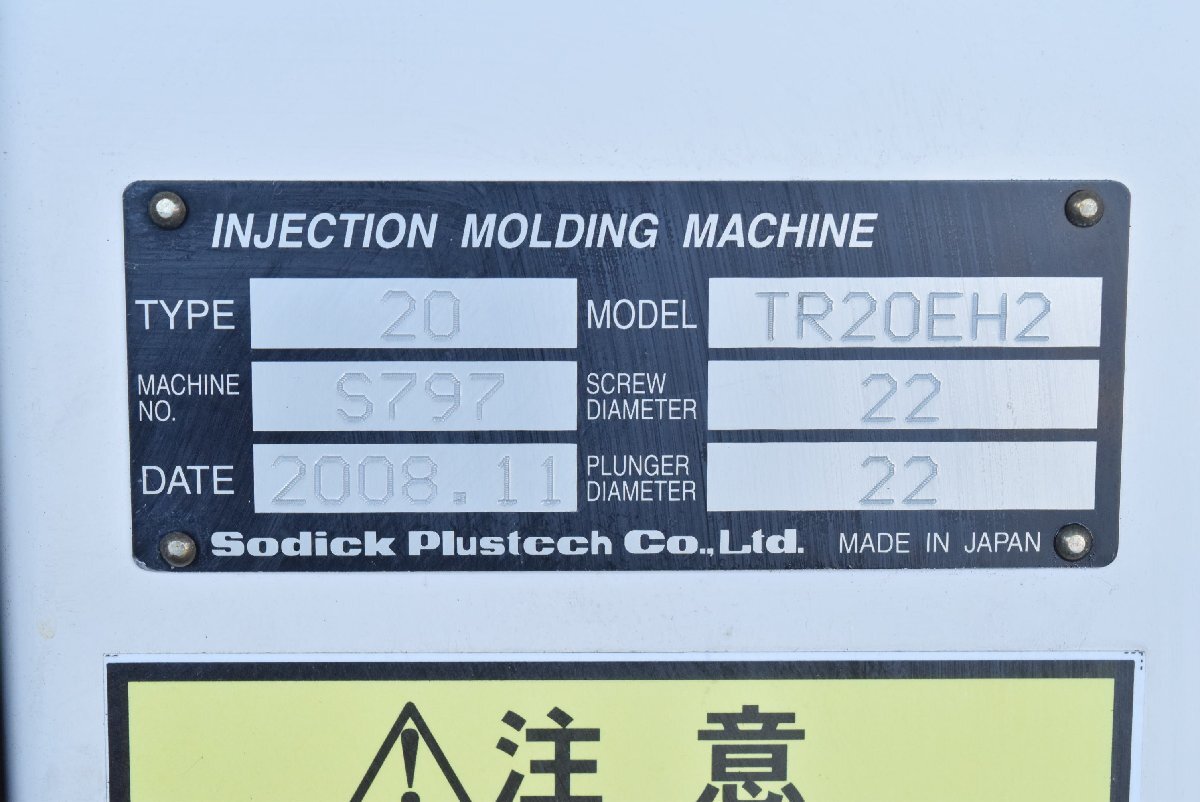 INJECTION MOLDING MACHINE
TYPE 20 MODEL TR20EH2
MACHINE NO. S797 SCREW DIAMETER 22
DATE 2008.11 PLUNGER DIAMETER 22
Sodick Plustech Co.,Ltd. MADE IN JAPAN
注意